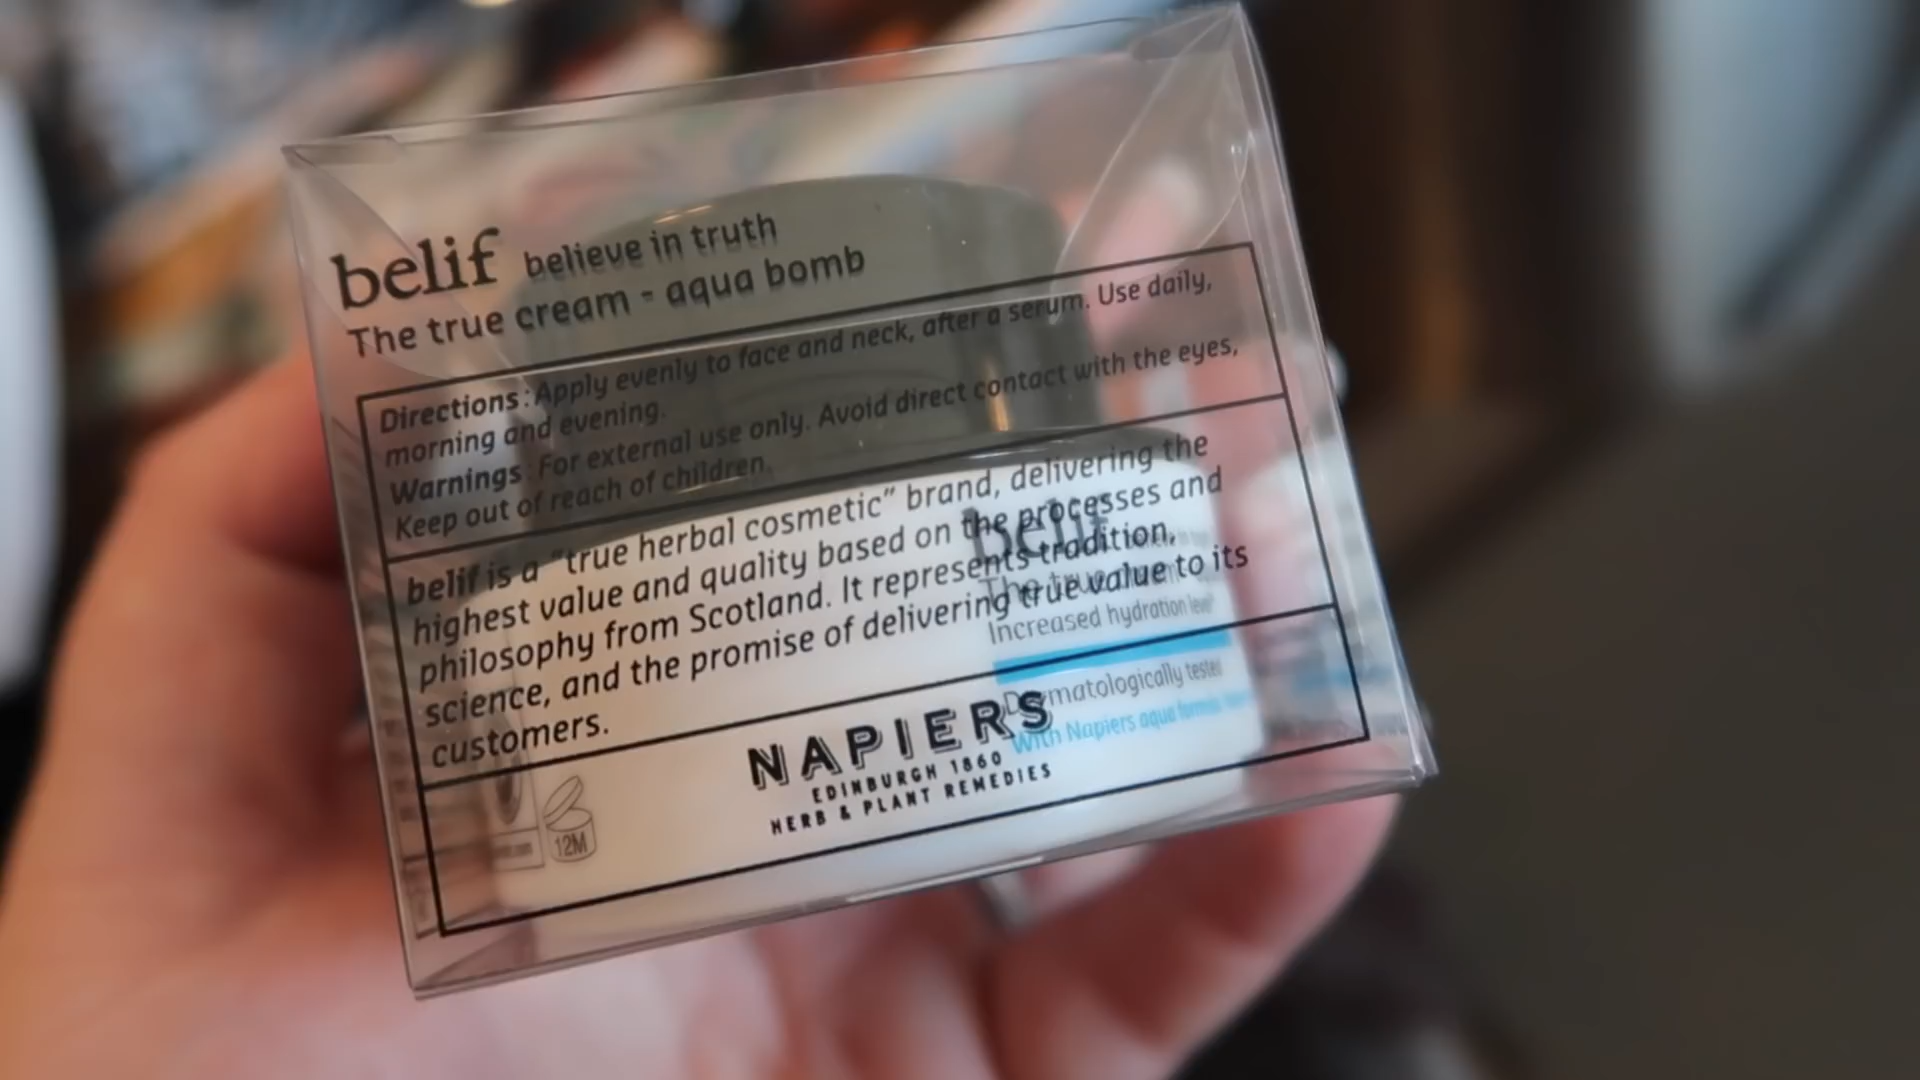 belif believe in truth
The true cream - aqua bomb
Directions : Apply evenly to face and neck, after a serum. Use daily,
morning and evening.
Warnings : For external use only. Avoid direct contact with the eyes,
Keep out of reach of children.
belif is a "true herbal cosmetic" brand, delivering the
highest value and quality based on the processes and
philosophy from Scotland. It represents tradition,
science, and the promise of delivering true value to its
customers.
NAPIERS
EDINBURGH 1860
HERB & PLANT REMEDIES
12M
belif
The true cream
Increased hydration level
Dermatologically tested
With Napiers aqua formula